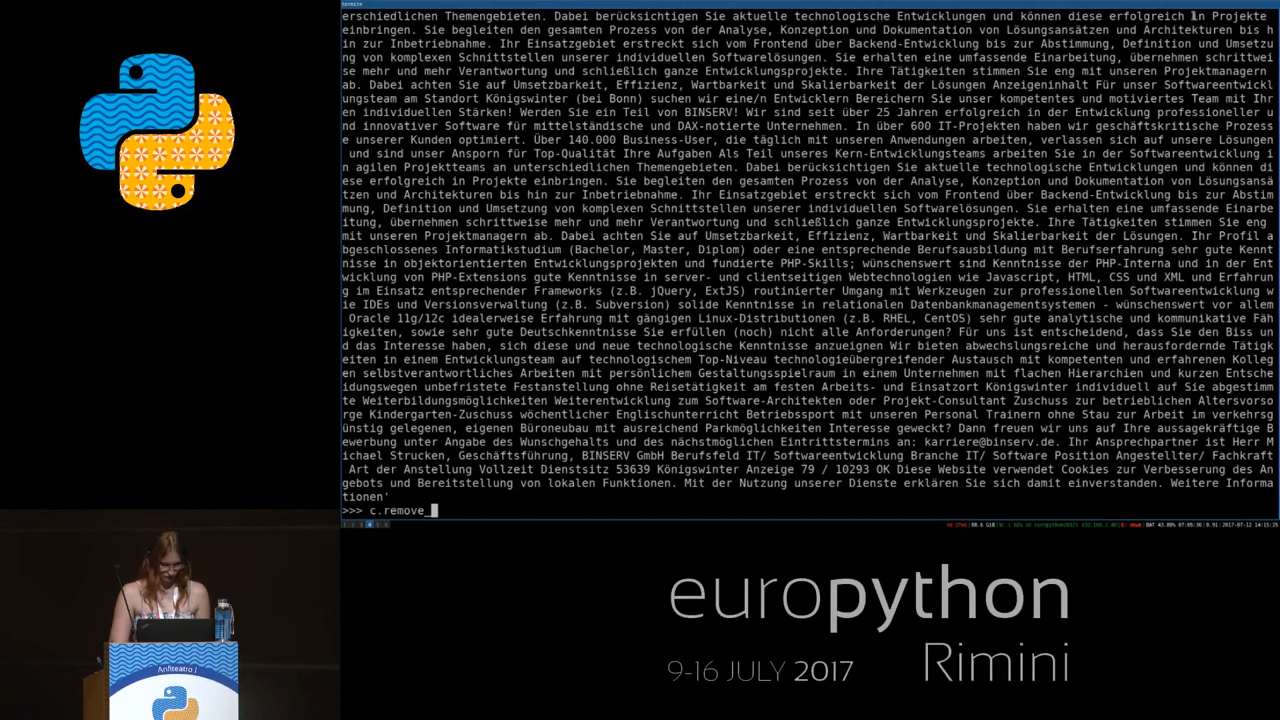 termite
erschiedlichen Themengebieten. Dabei berücksichtigen Sie aktuelle technologische Entwicklungen und können diese erfolgreich in Projekte
einbringen. Sie begleiten den gesamten Prozess von der Analyse, Konzeption und Dokumentation von Lösungsansätzen und Architekturen bis h
in zur Inbetriebnahme. Ihr Einsatzgebiet erstreckt sich vom Frontend über Backend-Entwicklung bis zur Abstimmung, Definition und Umsetzu
ng von komplexen Schnittstellen unserer individuellen Softwarelösungen. Sie erhalten eine umfassende Einarbeitung, übernehmen schrittwei
se mehr und mehr Verantwortung und schließlich ganze Entwicklungsprojekte. Ihre Tätigkeiten stimmen Sie eng mit unseren Projektmanagern
ab. Dabei achten Sie auf Umsetzbarkeit, Effizienz, Wartbarkeit und Skalierbarkeit der Lösungen Anzeigeninhalt Für unser Softwareentwickl
ungsteam am Standort Königswinter (bei Bonn) suchen wir eine/n Entwicklern Bereichern Sie unser kompetentes und motiviertes Team mit Ihr
en individuellen Stärken! Werden Sie ein Teil von BINSERV! Wir sind seit über 25 Jahren erfolgreich in der Entwicklung professioneller u
nd innovativer Software für mittelständische und DAX-notierte Unternehmen. In über 600 IT-Projekten haben wir geschäftskritische Prozess
e unserer Kunden optimiert. Über 140.000 Business-User, die täglich mit unseren Anwendungen arbeiten, verlassen sich auf unsere Lösungen
und sind unser Ansporn für Top-Qualität Ihre Aufgaben Als Teil unseres Kern-Entwicklungsteams arbeiten Sie in der Softwareentwicklung i
n agilen Projektteams an unterschiedlichen Themengebieten. Dabei berücksichtigen Sie aktuelle technologische Entwicklungen und können di
ese erfolgreich in Projekte einbringen. Sie begleiten den gesamten Prozess von der Analyse, Konzeption und Dokumentation von Lösungsansä
tzen und Architekturen bis hin zur Inbetriebnahme. Ihr Einsatzgebiet erstreckt sich vom Frontend über Backend-Entwicklung bis zur Abstim
mung, Definition und Umsetzung von komplexen Schnittstellen unserer individuellen Softwarelösungen. Sie erhalten eine umfassende Einarbe
itung, übernehmen schrittweise mehr und mehr Verantwortung und schließlich ganze Entwicklungsprojekte. Ihre Tätigkeiten stimmen Sie eng
mit unseren Projektmanagern ab. Dabei achten Sie auf Umsetzbarkeit, Effizienz, Wartbarkeit und Skalierbarkeit der Lösungen. Ihr Profil a
bgeschlossenes Informatikstudium (Bachelor, Master, Diplom) oder eine entsprechende Berufsausbildung mit Berufserfahrung sehr gute Kennt
nisse in objektorientierten Entwicklungsprojekten und fundierte PHP-Skills; wünschenswert sind Kenntnisse der PHP-Interna und in der Ent
wicklung von PHP-Extensions gute Kenntnisse in server- und clientseitigen Webtechnologien wie Javascript, HTML, CSS und XML und Erfahrun
g im Einsatz entsprechender Frameworks (z.B. jQuery, ExtJS) routinierter Umgang mit Werkzeugen zur professionellen Softwareentwicklung w
ie IDEs und Versionsverwaltung (z.B. Subversion) solide Kenntnisse in relationalen Datenbankmanagementsystemen - wünschenswert vor allem
Oracle 11g/12c idealerweise Erfahrung mit gängigen Linux-Distributionen (z.B. RHEL, CentOS) sehr gute analytische und kommunikative Fäh
igkeiten, sowie sehr gute Deutschkenntnisse Sie erfüllen (noch) nicht alle Anforderungen? Für uns ist entscheidend, dass Sie den Biss un
d das Interesse haben, sich diese und neue technologische Kenntnisse anzueignen Wir bieten abwechslungsreiche und herausfordernde Tätigk
eiten in einem Entwicklungsteam auf technologischem Top-Niveau technologieübergreifender Austausch mit kompetenten und erfahrenen Kolleg
en selbstverantwortliches Arbeiten mit persönlichem Gestaltungsspielraum in einem Unternehmen mit flachen Hierarchien und kurzen Entsche
idungswegen unbefristete Festanstellung ohne Reisetätigkeit am festen Arbeits- und Einsatzort Königswinter individuell auf Sie abgestimm
te Weiterbildungsmöglichkeiten Weiterentwicklung zum Software-Architekten oder Projekt-Consultant Zuschuss zur betrieblichen Altersvorso
rge Kindergarten-Zuschuss wöchentlicher Englischunterricht Betriebssport mit unseren Personal Trainern ohne Stau zur Arbeit im verkehrsg
ünstig gelegenen, eigenen Büroneubau mit ausreichend Parkmöglichkeiten Interesse geweckt? Dann freuen wir uns auf Ihre aussagekräftige B
ewerbung unter Angabe des Wunschgehalts und des nächstmöglichen Eintrittstermins an: karriere@binserv.de. Ihr Ansprechpartner ist Herr M
ichael Strucken, Geschäftsführung, BINSERV GmbH Berufsfeld IT/ Softwareentwicklung Branche IT/ Software Position Angestellter/ Fachkraft
Art der Anstellung Vollzeit Dienstsitz 53639 Königswinter Anzeige 79 / 10293 OK Diese Website verwendet Cookies zur Verbesserung des An
gebots und Bereitstellung von lokalen Funktionen. Mit der Nutzung unserer Dienste erklären Sie sich damit einverstanden. Weitere Informa
tionen'
>>> c.remove_
Anfiteatro I
europython
9-16 JULY 2017 Rimini